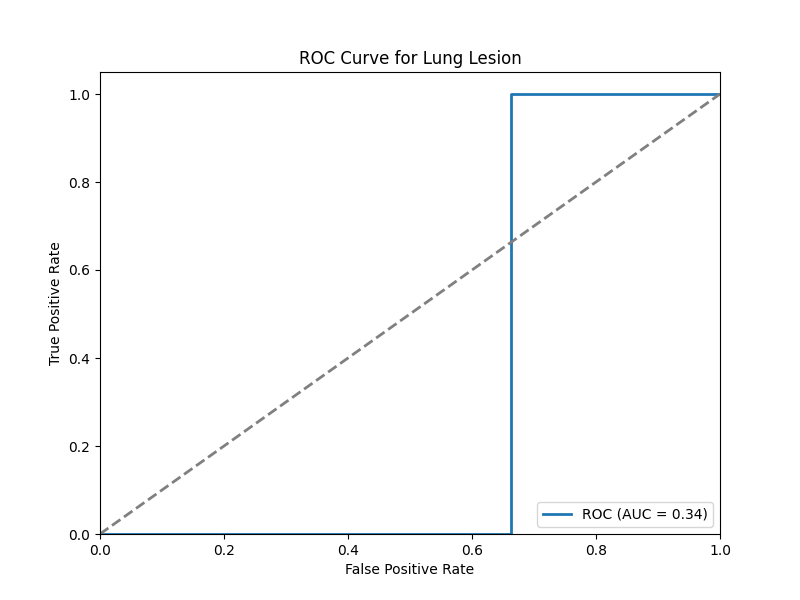 ROC Curve for Lung Lesion
True Positive Rate
1.0
0.8
0.6
0.4
0.2
0.0
0.0 0.2 0.4 0.6 0.8 1.0
False Positive Rate
ROC (AUC = 0.34)